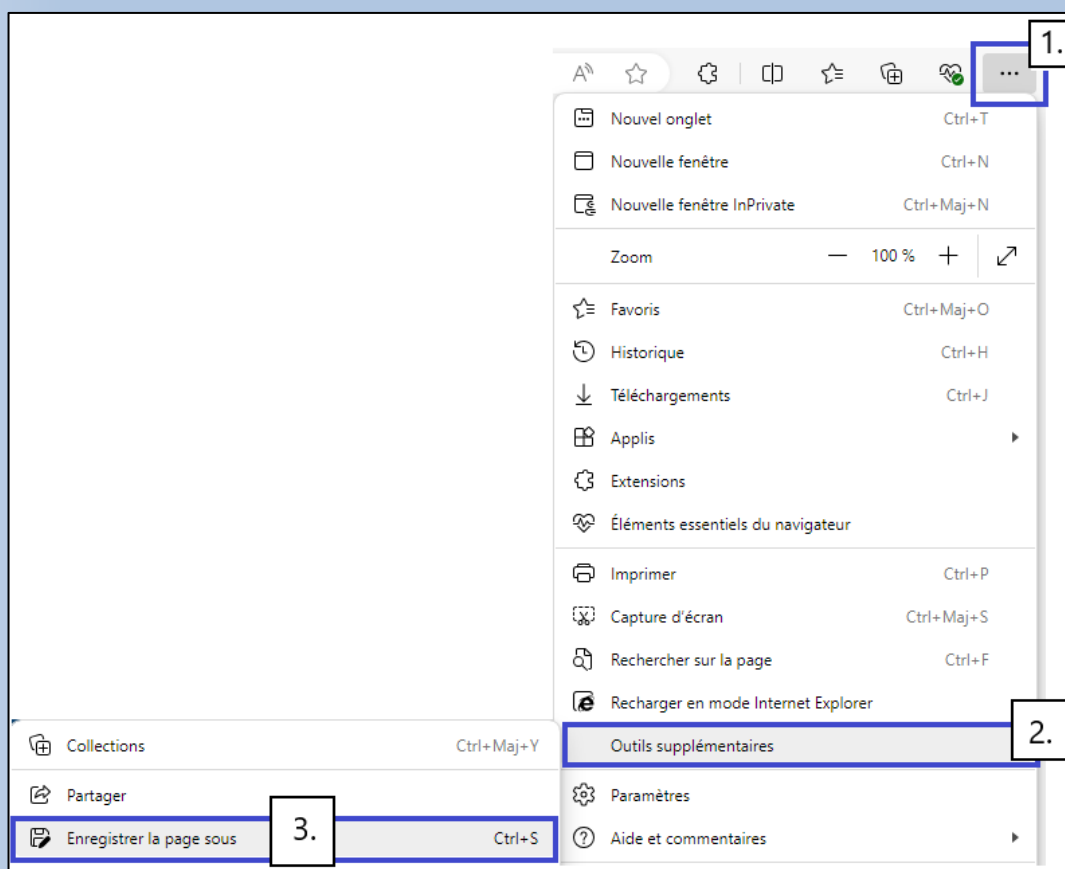 1.
Nouvel onglet Ctrl+T
Nouvelle fenêtre Ctrl+N
Nouvelle fenêtre InPrivate Ctrl+Maj+N
Zoom — 100 % +
Favoris Ctrl+Maj+O
Historique Ctrl+H
Téléchargements Ctrl+J
Applis
Extensions
Éléments essentiels du navigateur
Imprimer Ctrl+P
Capture d'écran Ctrl+Maj+S
Rechercher sur la page Ctrl+F
Recharger en mode Internet Explorer
Outils supplémentaires 2.
Paramètres
Aide et commentaires
Collections Ctrl+Maj+Y
Partager
Enregistrer la page sous 3. Ctrl+S